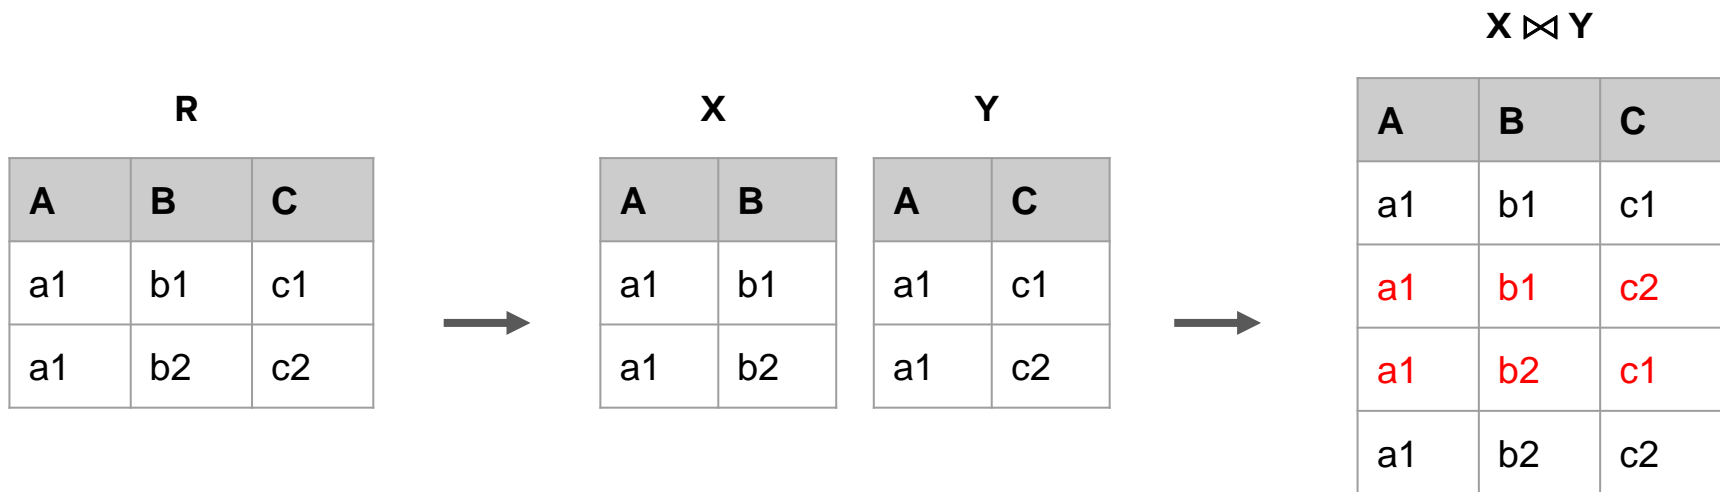 R
A B C
a1 b1 c1
a1 b2 c2
X
A B
a1 b1
a1 b2
Y
A C
a1 c1
a1 c2
X ⋈ Y
A B C
a1 b1 c1
a1 b1 c2
a1 b2 c1
a1 b2 c2